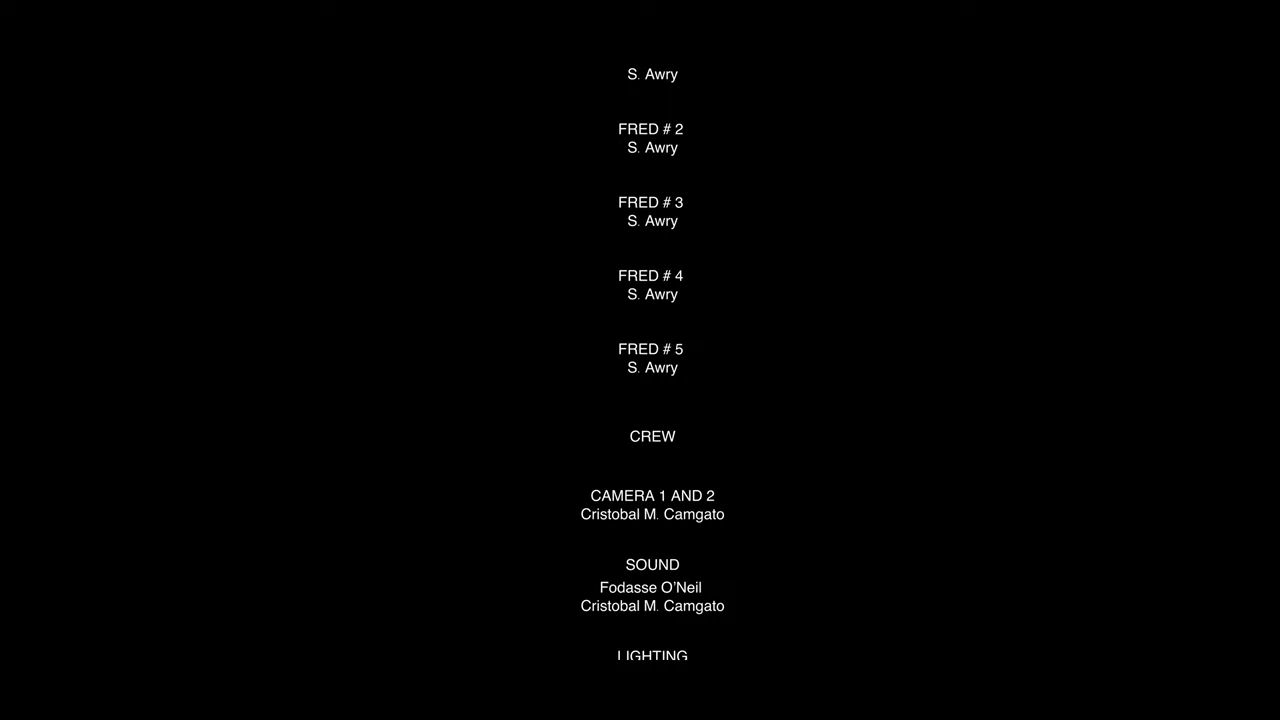 S. Awry
FRED # 2
S. Awry
FRED # 3
S. Awry
FRED # 4
S. Awry
FRED # 5
S. Awry
CREW
CAMERA 1 AND 2
Cristobal M. Camgato
SOUND
Fodasse O'Neil
Cristobal M. Camgato
LIGHTING